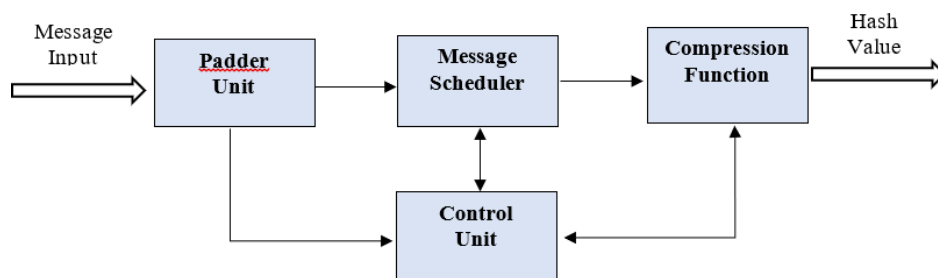 Message
Input
Padder
Unit
Message
Scheduler
Compression
Function
Hash
Value
Control
Unit